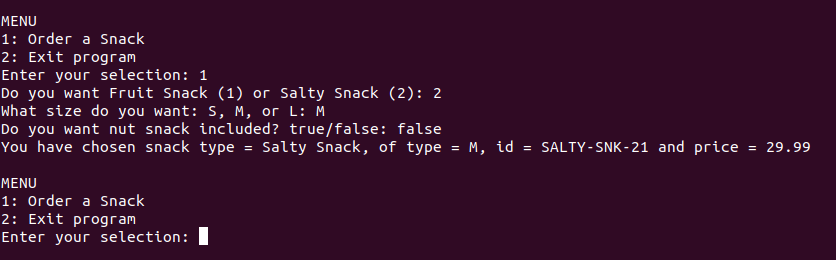 MENU
1: Order a Snack
2: Exit program
Enter your selection: 1
Do you want Fruit Snack (1) or Salty Snack (2): 2
What size do you want: S, M, or L: M
Do you want nut snack included? true/false: false
You have chosen snack type = Salty Snack, of type = M, id = SALTY-SNK-21 and price = 29.99
MENU
1: Order a Snack
2: Exit program
Enter your selection: